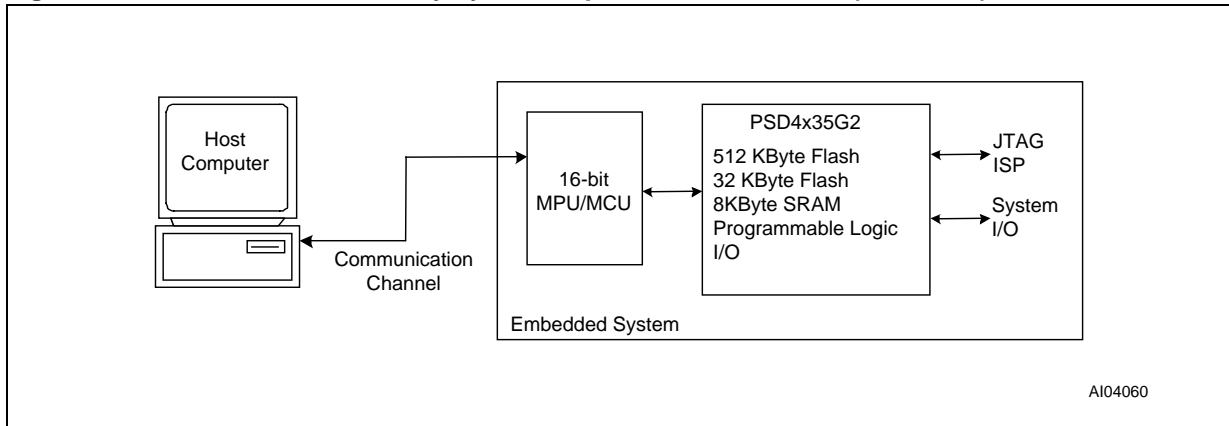 Host
Computer
Communication
Channel
16-bit
MPU/MCU
PSD4x35G2
512 KByte Flash
32 KByte Flash
8KByte SRAM
Programmable Logic
I/O
JTAG
ISP
System
I/O
Embedded System
AI04060